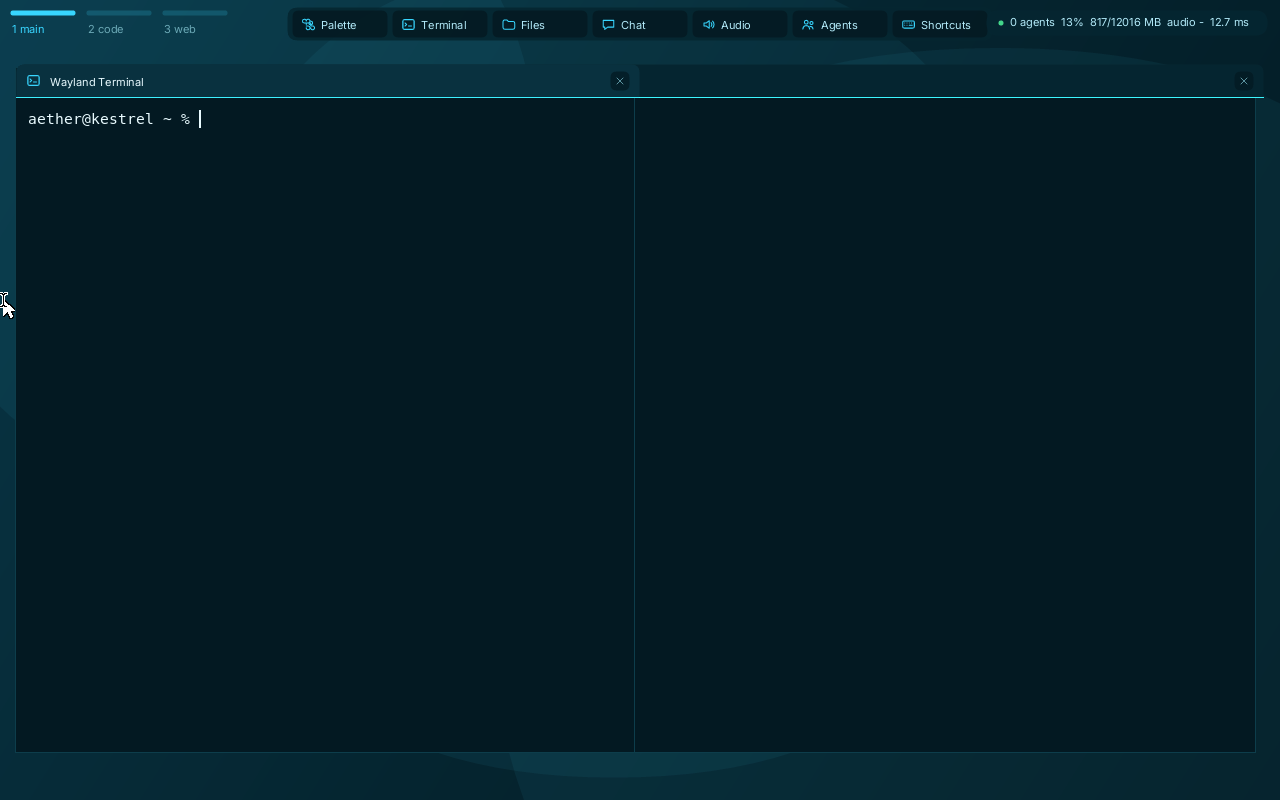 1 main
2 code
3 web
Palette
Terminal
Files
Chat
Audio
Agents
Shortcuts
0 agents 13% 817/12016 MB audio - 12.7 ms
Wayland Terminal
aether@kestrel ~ %